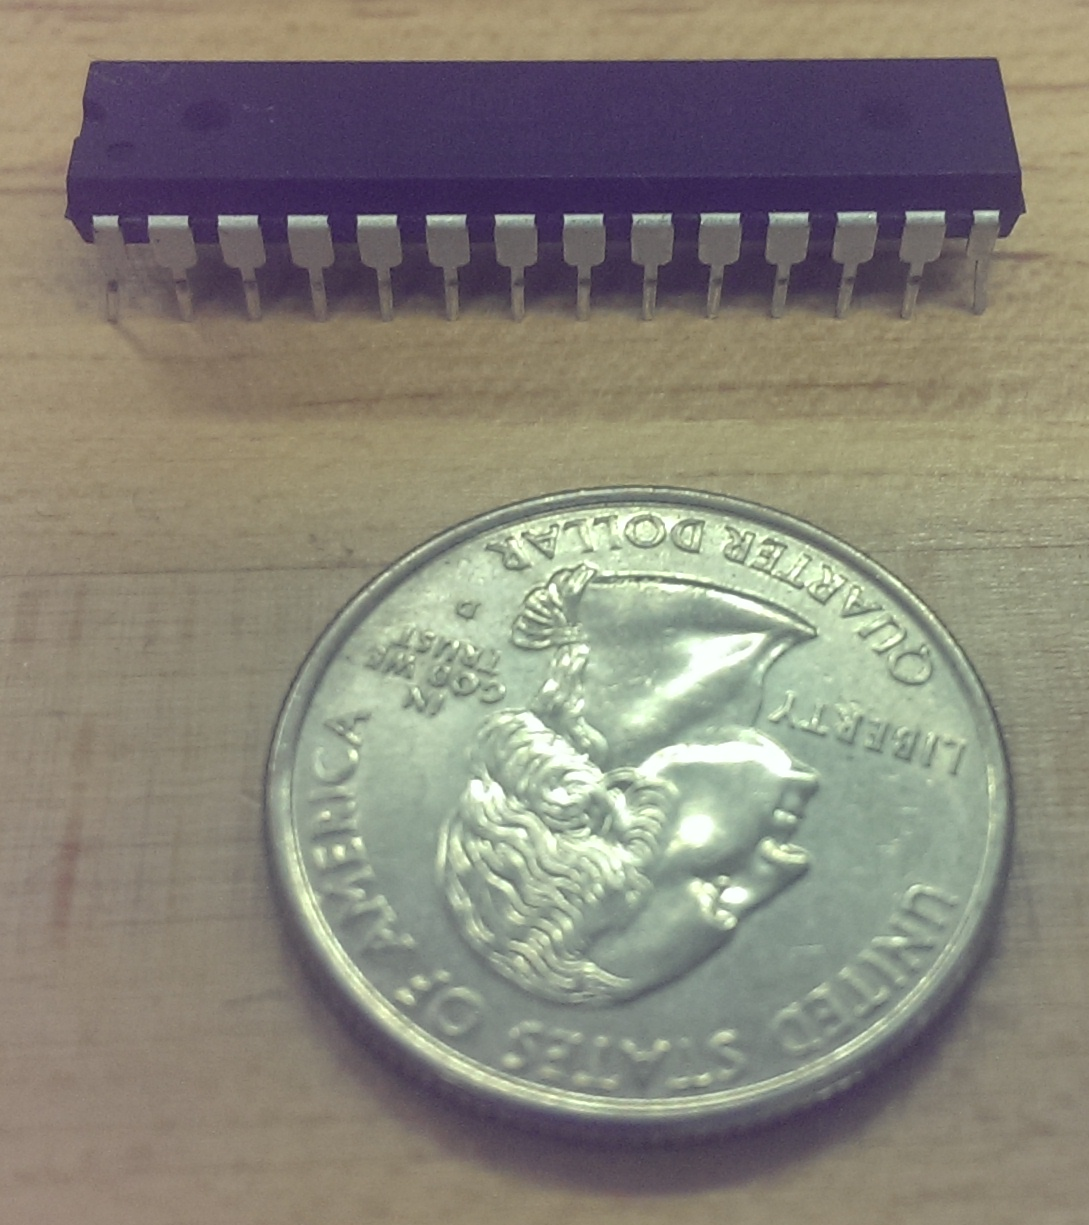 UNITED STATES OF AMERICA
LIBERTY
IN
GOD WE
TRUST
D
QUARTER DOLLAR